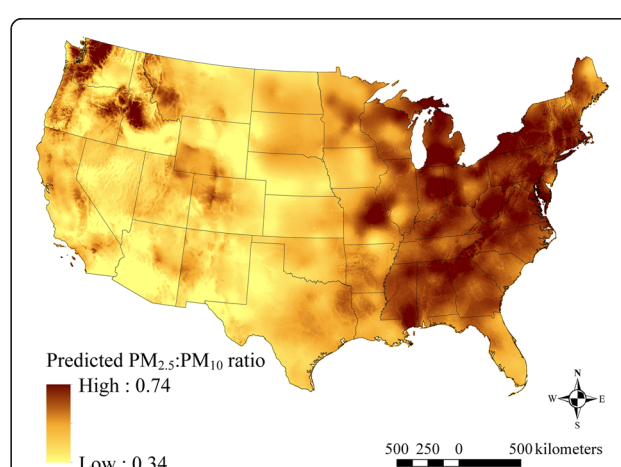 Predicted PM2.5:PM10 ratio
High : 0.74
Low : 0.34
N
W E
S
500 250 0 500 kilometers